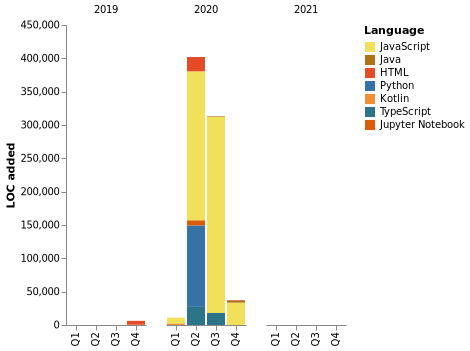 2019 2020 2021
Language
JavaScript
Java
HTML
Python
Kotlin
TypeScript
Jupyter Notebook
LOC added
450,000
400,000
350,000
300,000
250,000
200,000
150,000
100,000
50,000
0
Q1 Q2 Q3 Q4 Q1 Q2 Q3 Q4 Q1 Q2 Q3 Q4